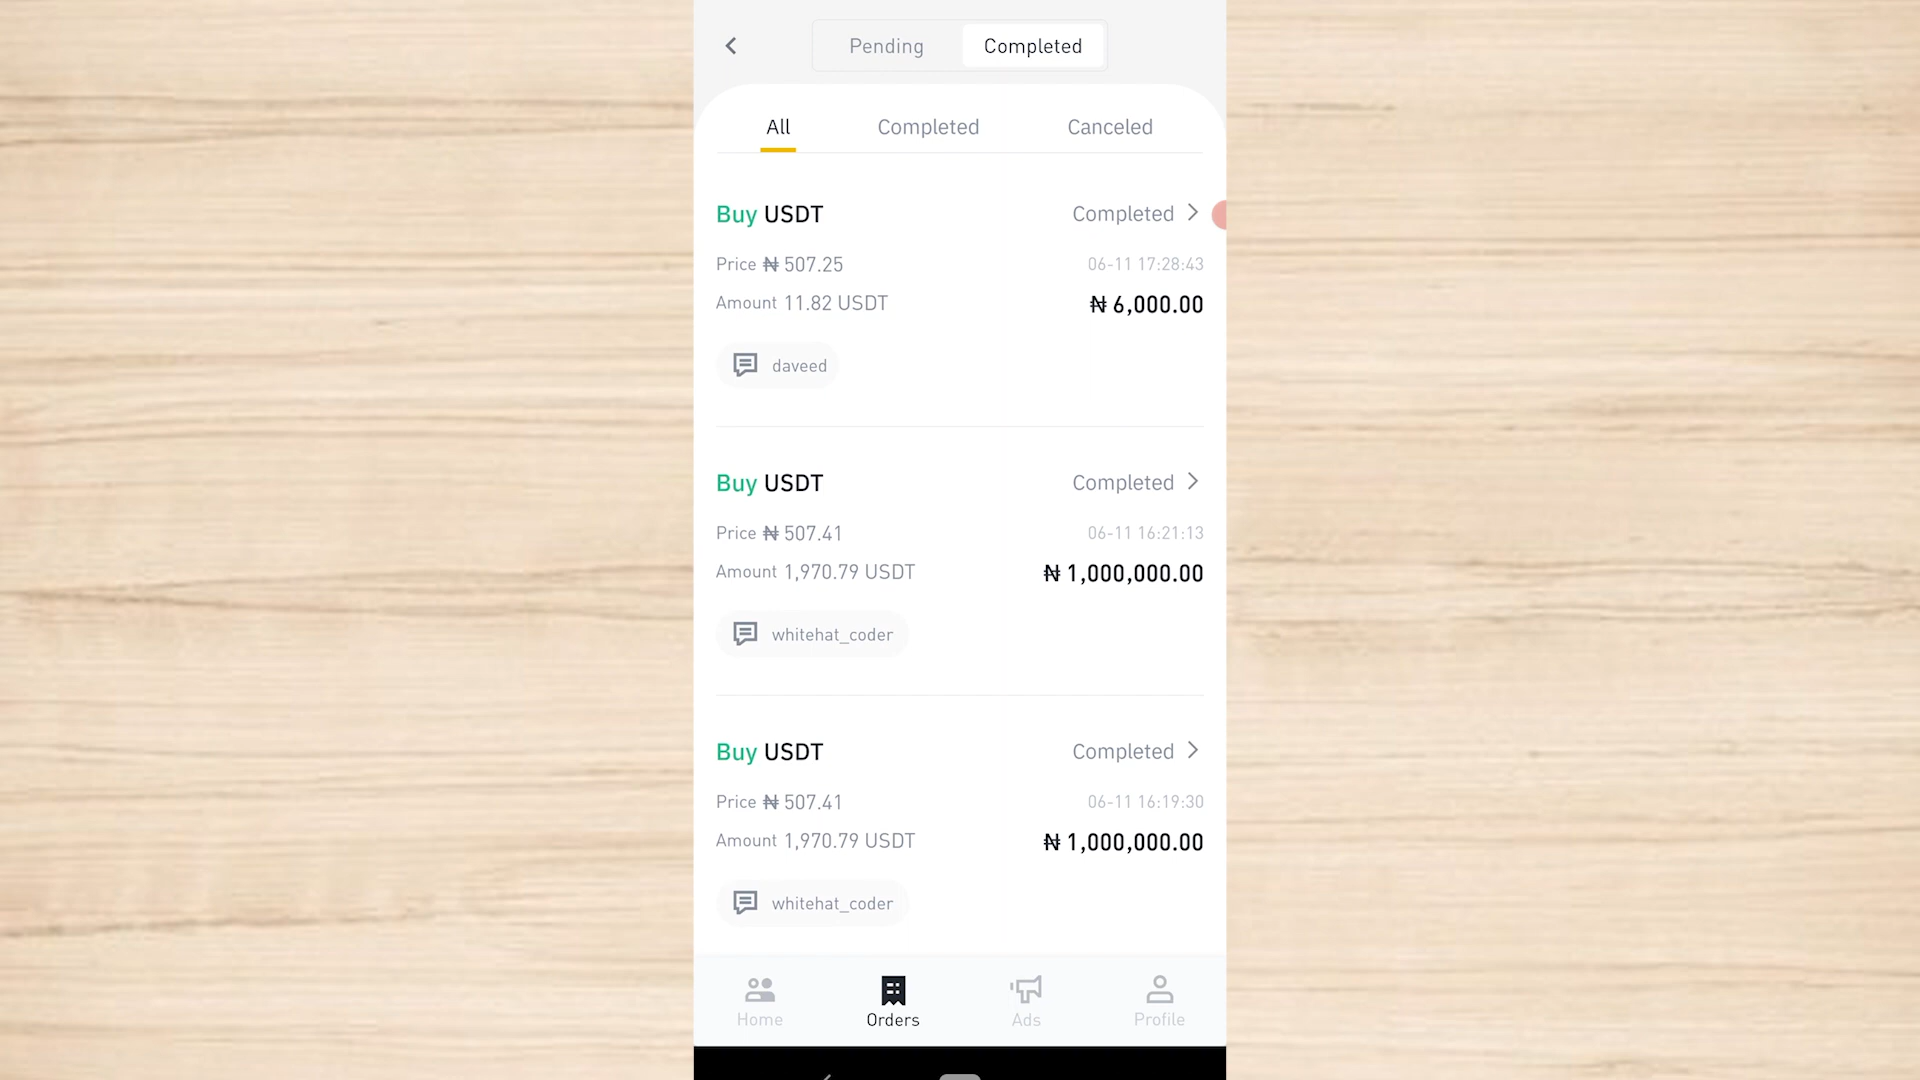 Pending Completed
All Completed Canceled
Buy USDT Completed
Price ₦ 507.25 06-11 17:28:43
Amount 11.82 USDT ₦ 6,000.00
daveed
Buy USDT Completed
Price ₦ 507.41 06-11 16:21:13
Amount 1,970.79 USDT ₦ 1,000,000.00
whitehat_coder
Buy USDT Completed
Price ₦ 507.41 06-11 16:19:30
Amount 1,970.79 USDT ₦ 1,000,000.00
whitehat_coder
Home Orders Ads Profile